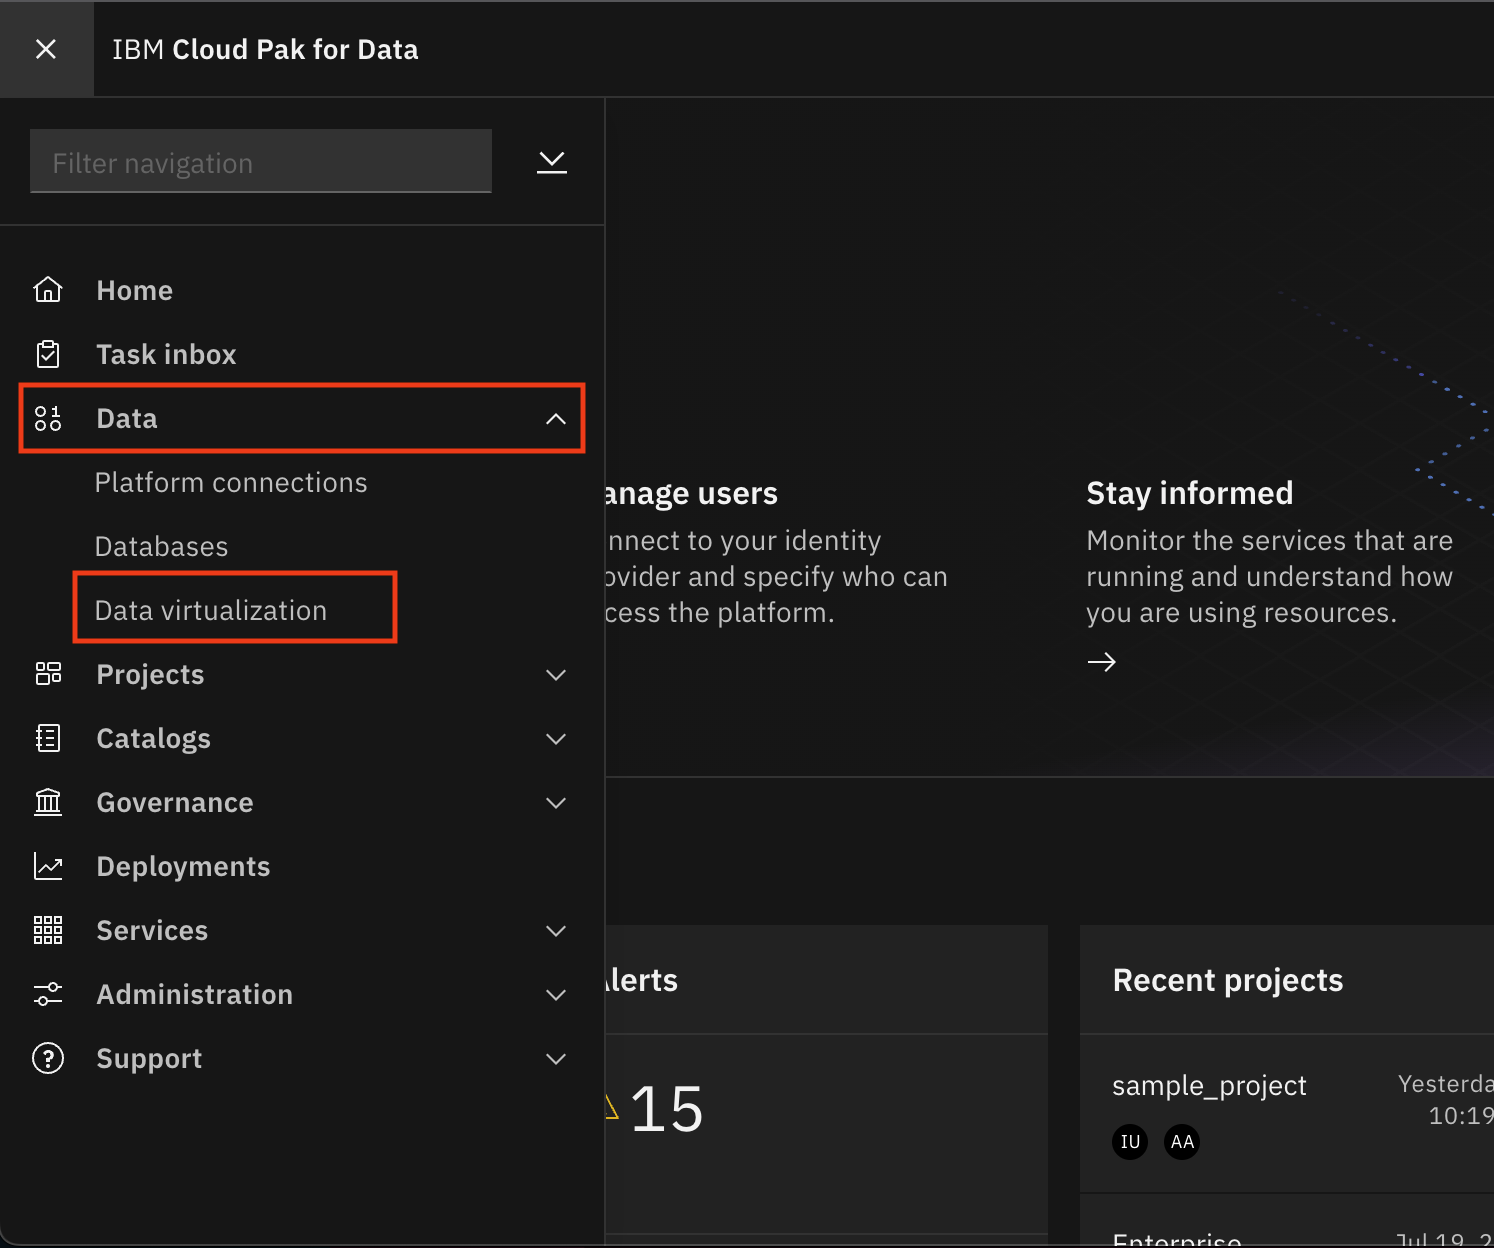 IBM Cloud Pak for Data
Filter navigation
Home
Task inbox
Data
Platform connections
Databases
Data virtualization
Projects
Catalogs
Governance
Deployments
Services
Administration
Support
anage users
nnect to your identity
ovider and specify who can
cess the platform.
Stay informed
Monitor the services that are
running and understand how
you are using resources.
lerts
15
Recent projects
sample_project
Yesterda
10:19
IU AA
Enterprise
Jul 19, 2